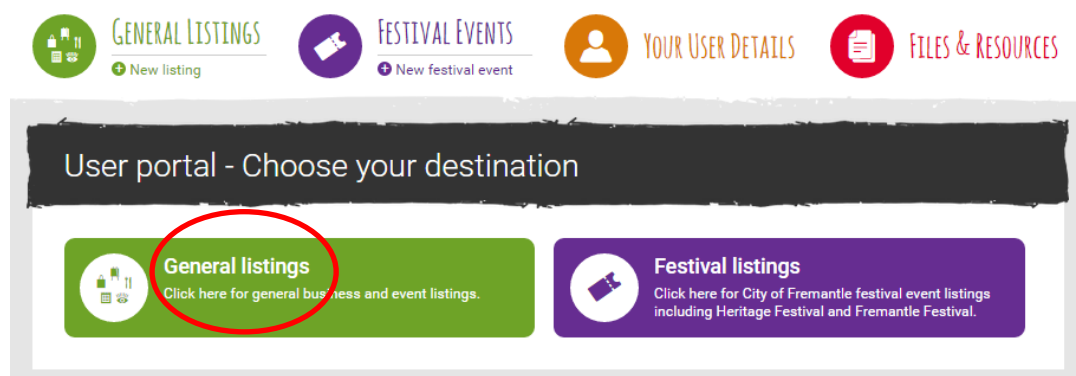 GENERAL LISTINGS
New listing
FESTIVAL EVENTS
New festival event
YOUR USER DETAILS
FILES & RESOURCES
User portal - Choose your destination
General listings
Click here for general business and event listings.
Festival listings
Click here for City of Fremantle festival event listings
including Heritage Festival and Fremantle Festival.